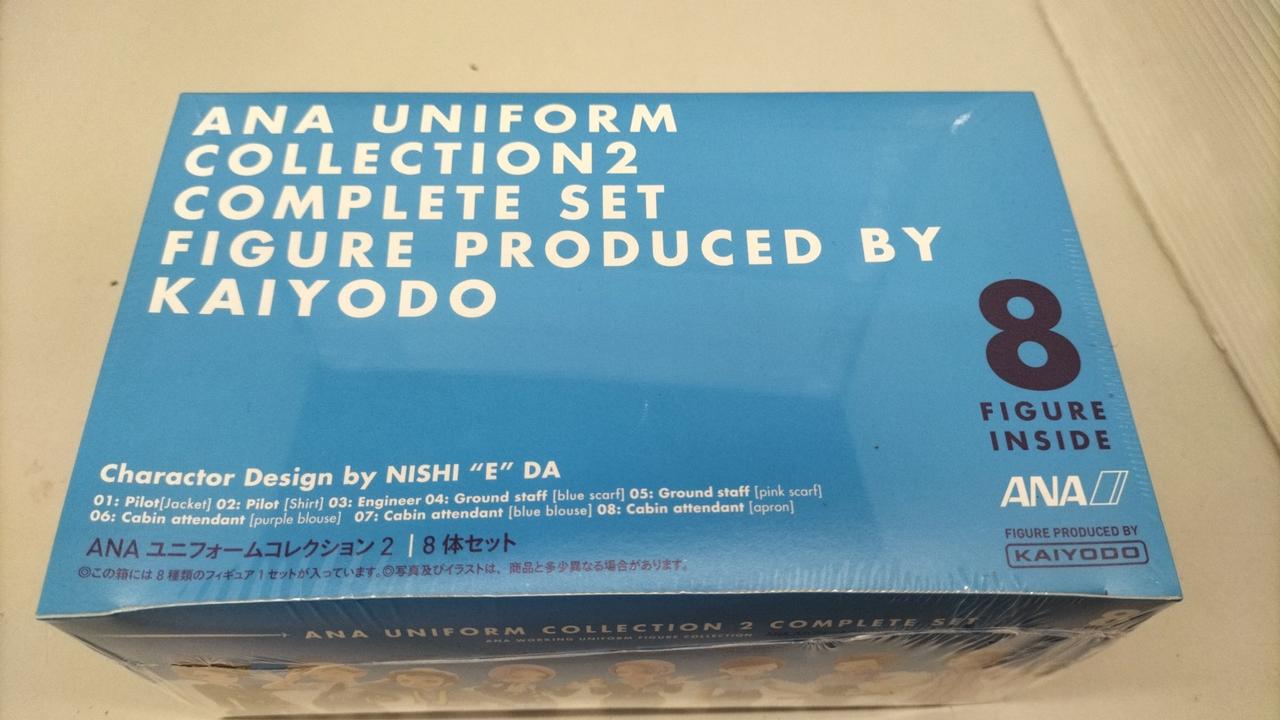 ANA UNIFORM
COLLECTION2
COMPLETE SET
FIGURE PRODUCED BY
KAIYODO
8
FIGURE
INSIDE
Charactor Design by NISHI “E” DA
01: Pilot[Jacket] 02: Pilot [Shirt] 03: Engineer 04: Ground staff [blue scarf] 05: Ground staff [pink scarf]
06: Cabin attendant [purple blouse] 07: Cabin attendant [blue blouse] 08: Cabin attendant [apron]
ANA ユニフォームコレクション 2 | 8 体セット
◎この箱には 8 種類のフィギュア 1 セットが入っています。◎写真及びイラストは、商品と多少異なる場合があります。
ANA
FIGURE PRODUCED BY
KAIYODO
ANA UNIFORM COLLECTION 2 COMPLETE SET
ANA WORKING UNIFORM FIGURE COLLECTION
8